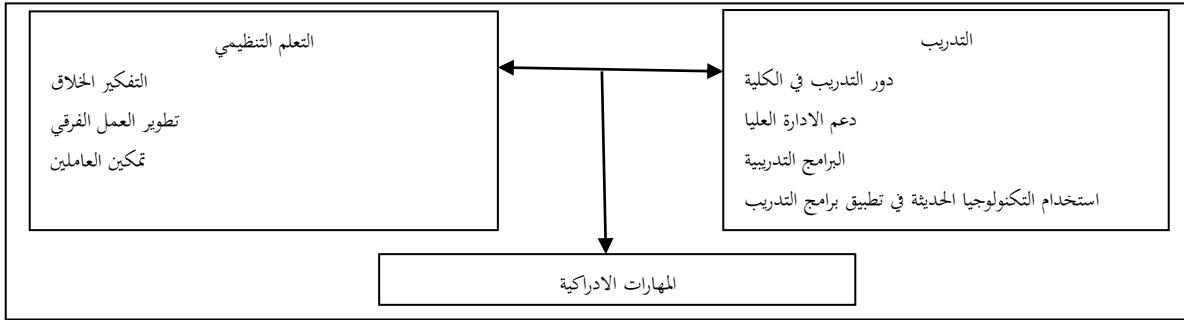 التدريب
دور التدريب في الكلية
دعم الادارة العليا
البرامج التدريبية
استخدام التكنولوجيا الحديثة في تطبيق برامج التدريب
التعلم التنظيمي
التفكير الخلاق
تطوير العمل الفرقي
تمكين العاملين
المهارات الادراكية